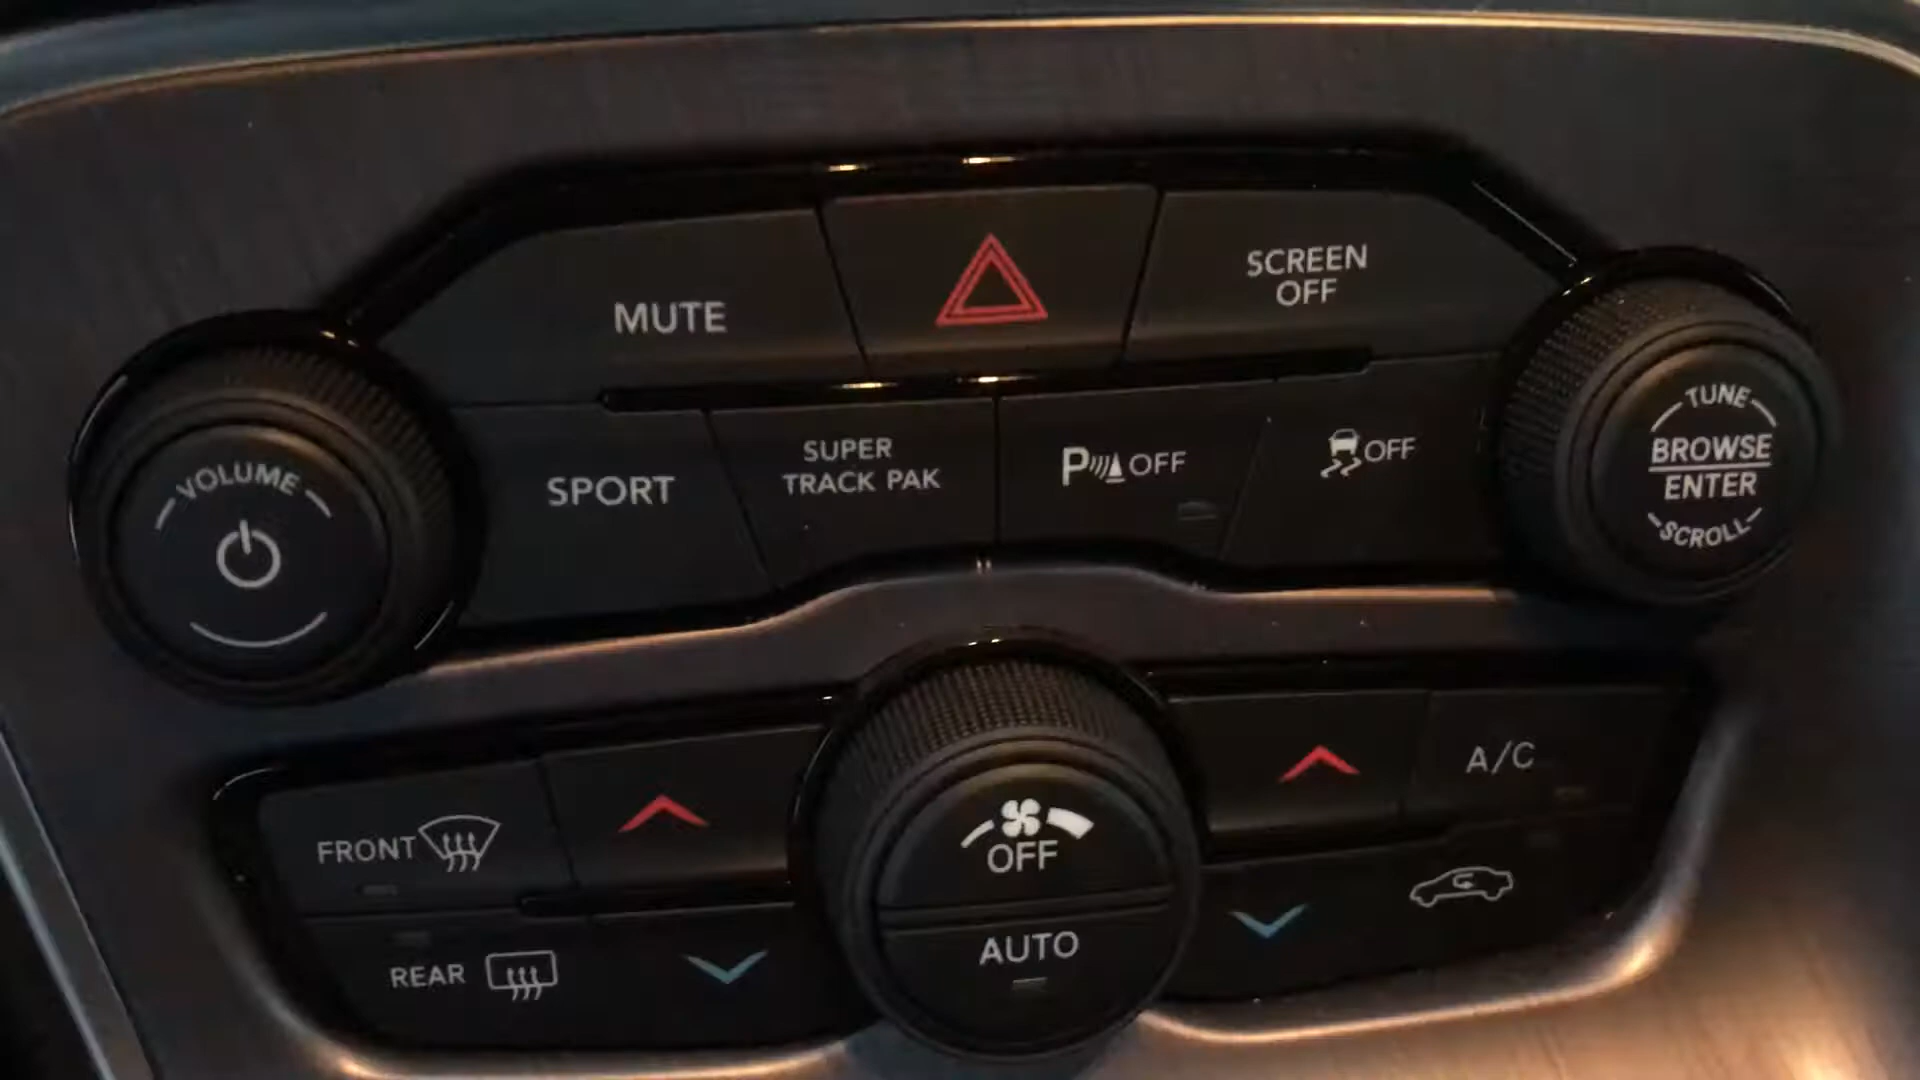 MUTE
SCREEN
OFF
VOLUME
SPORT
SUPER
TRACK PAK
P OFF
OFF
TUNE
BROWSE
ENTER
SCROLL
FRONT
A/C
OFF
REAR
AUTO